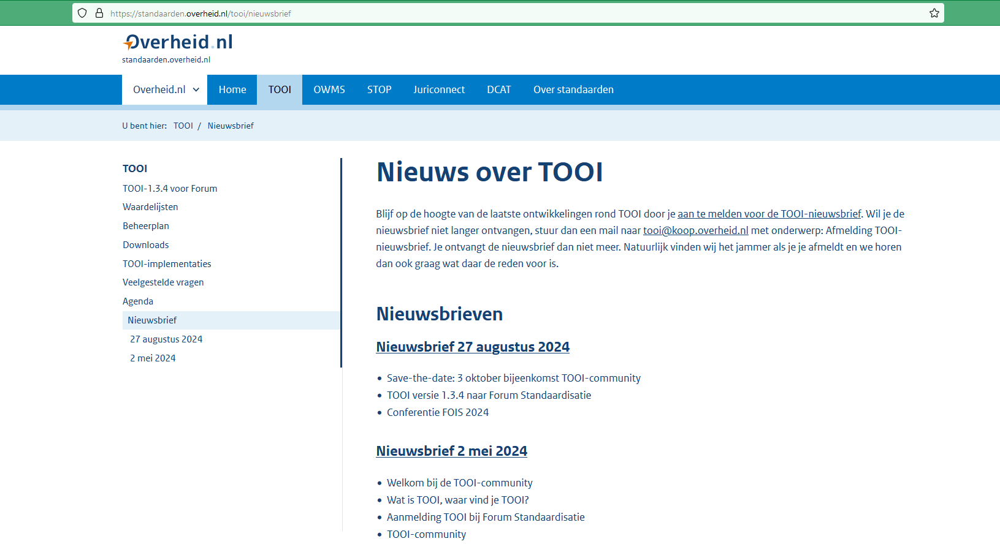 https://standaarden.overheid.nl/tooi/nieuwsbrief
Overheid.nl
standaarden.overheid.nl
Overheid.nl
Home
TOOI
OWMS
STOP
Juriconnect
DCAT
Over standaarden
U bent hier: TOOI / Nieuwsbrief
TOOI
TOOI-1.3.4 voor Forum
Waardelijsten
Beheerplan
Downloads
TOOI-implementaties
Veelgestelde vragen
Agenda
Nieuwsbrief
27 augustus 2024
2 mei 2024
Nieuws over TOOI
Blijf op de hoogte van de laatste ontwikkelingen rond TOOI door je aan te melden voor de TOOI-nieuwsbrief. Wil je de
nieuwsbrief niet langer ontvangen, stuur dan een mail naar tooi@koop.overheid.nl met onderwerp: Afmelding TOOI-
nieuwsbrief. Je ontvangt de nieuwsbrief dan niet meer. Natuurlijk vinden wij het jammer als je je afmeldt en we horen
dan ook graag wat daar de reden voor is.
Nieuwsbrieven
Nieuwsbrief 27 augustus 2024
• Save-the-date: 3 oktober bijeenkomst TOOI-community
• TOOI versie 1.3.4 naar Forum Standaardisatie
• Conferentie FOIS 2024
Nieuwsbrief 2 mei 2024
• Welkom bij de TOOI-community
• Wat is TOOI, waar vind je TOOI?
• Aanmelding TOOI bij Forum Standaardisatie
• TOOI-community